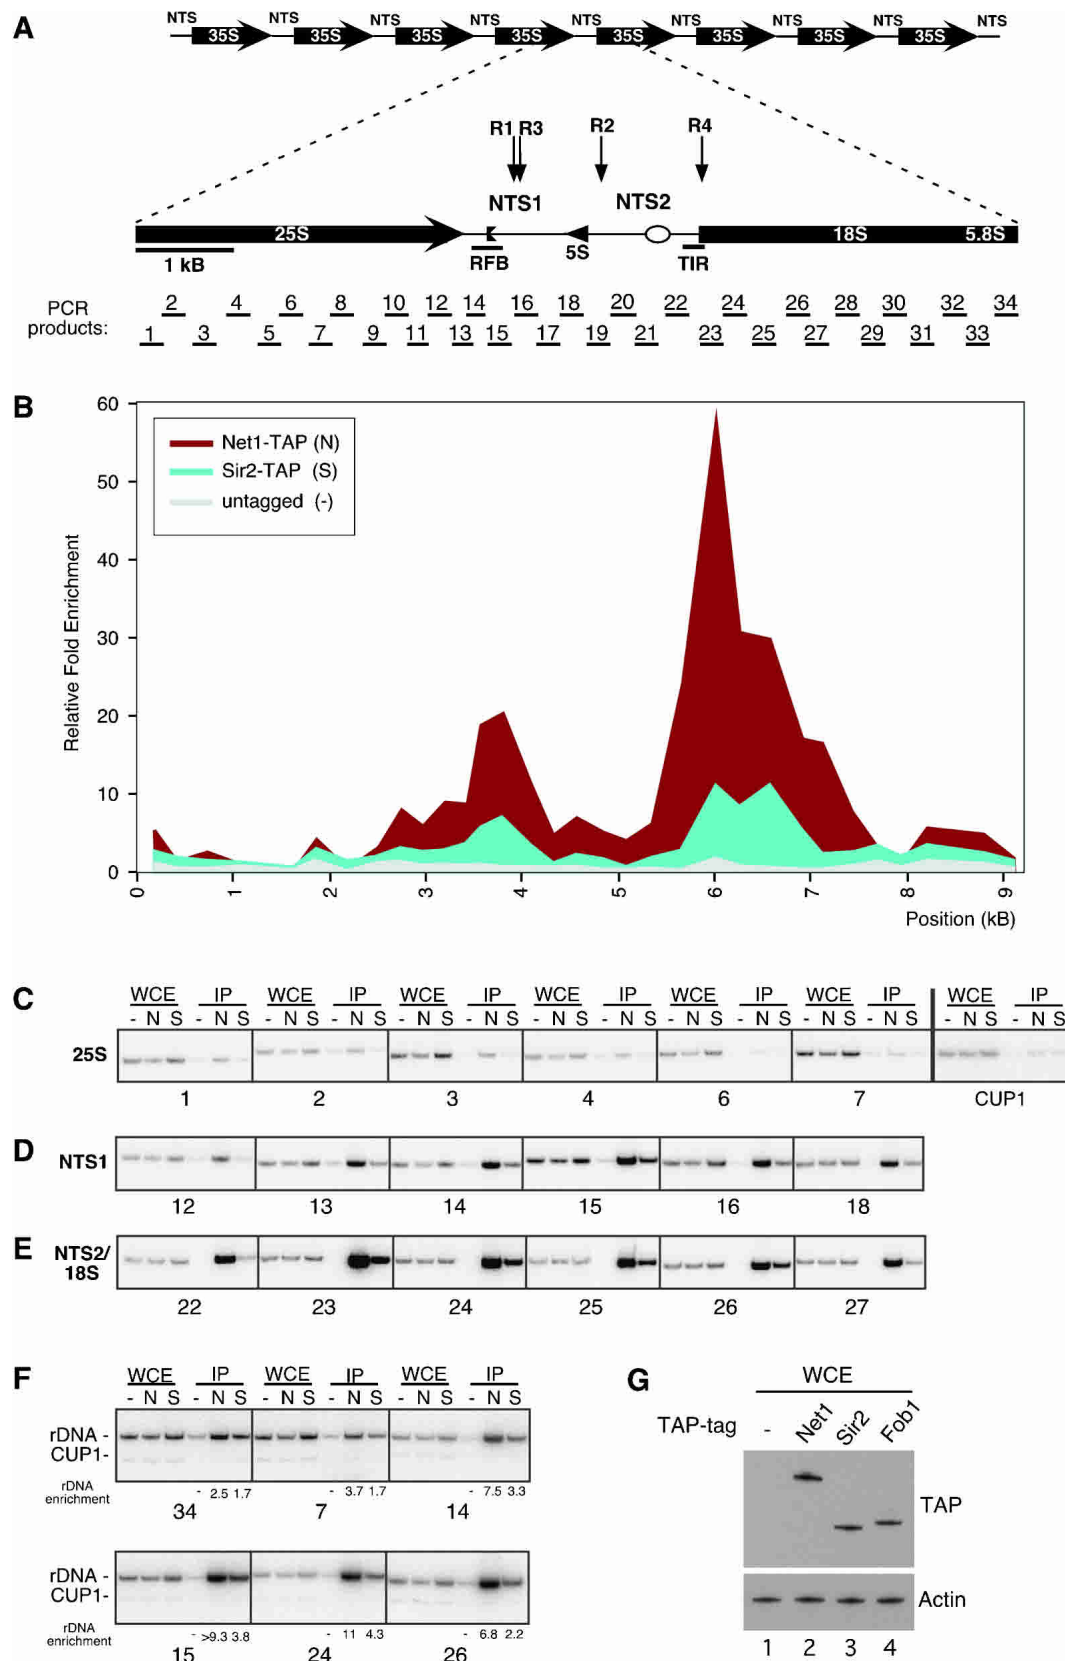 A
NTS NTS NTS NTS NTS NTS NTS NTS NTS
35S 35S 35S 35S 35S 35S 35S 35S
R1 R3 R2 R4
NTS1 NTS2
25S 18S 5.8S
1 kB RFB 5S TIR
PCR products:
2 4 6 8 10 12 14 16 18 20 22 24 26 28 30 32 34
1 3 5 7 9 11 13 15 17 19 21 23 25 27 29 31 33
B
Relative Fold Enrichment
60
50
40
30
20
10
0
Net1-TAP (N)
Sir2-TAP (S)
untagged (-)
0 1 2 3 4 5 6 7 8 9
Position (kB)
C
WCE IP WCE IP WCE IP WCE IP WCE IP WCE IP WCE IP
- N S - N S - N S - N S - N S - N S - N S - N S - N S - N S - N S - N S - N S - N S
25S
1 2 3 4 6 7 CUP1
D
NTS1
12 13 14 15 16 18
E
NTS2/
18S
22 23 24 25 26 27
F
WCE IP WCE IP WCE IP
- N S - N S - N S - N S - N S - N S
rDNA -
CUP1-
rDNA enrichment
- 2.5 1.7 - 3.7 1.7 - 7.5 3.3
34 7 14
rDNA -
CUP1-
rDNA enrichment
- >9.3 3.8 - 11 4.3 - 6.8 2.2
15 24 26
G
WCE
TAP-tag - Net1 Sir2 Fob1
TAP
Actin
1 2 3 4